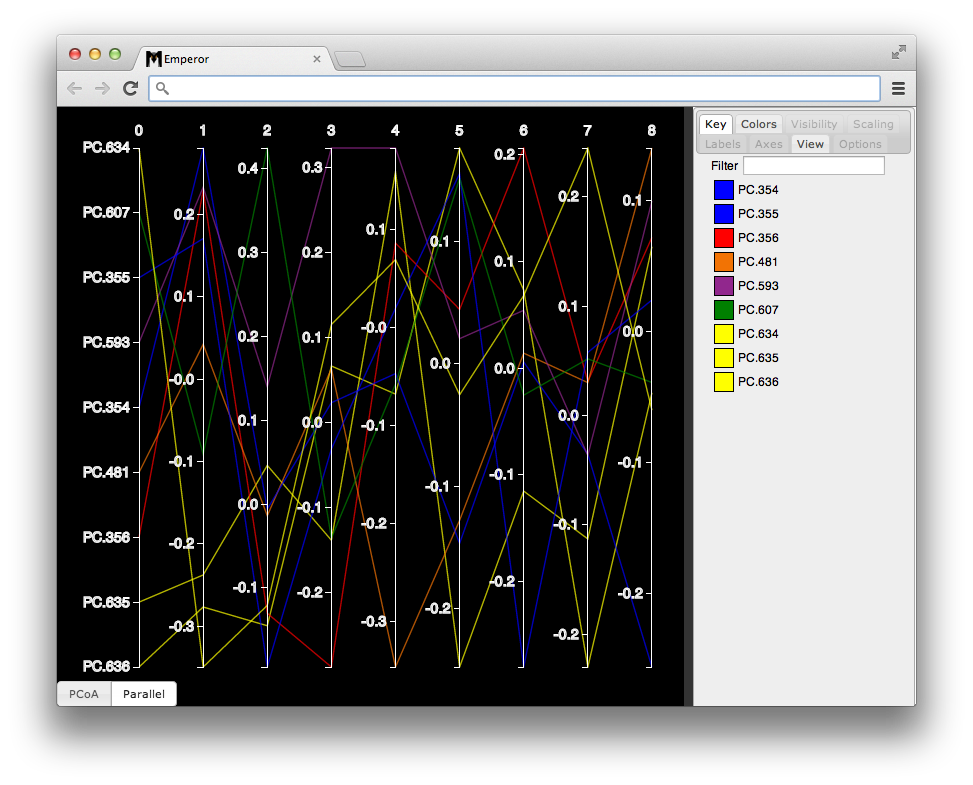 Emperor
0 1 2 3 4 5 6 7 8
Key Colors Visibility Scaling
Labels Axes View Options
Filter
PC.354
PC.355
PC.356
PC.481
PC.593
PC.607
PC.634
PC.635
PC.636
PC.634
PC.607
PC.355
PC.593
PC.354
PC.481
PC.356
PC.635
PC.636
0.2
0.1
-0.0
-0.1
-0.2
-0.3
0.4
0.3
0.2
0.1
0.0
-0.1
0.3
0.2
0.1
0.0
-0.1
-0.2
0.1
-0.0
-0.1
-0.2
-0.3
0.1
0.0
-0.1
-0.2
0.2
0.1
0.0
-0.1
-0.2
0.2
0.1
0.0
-0.1
-0.2
0.1
0.0
-0.1
-0.2
PCoA Parallel